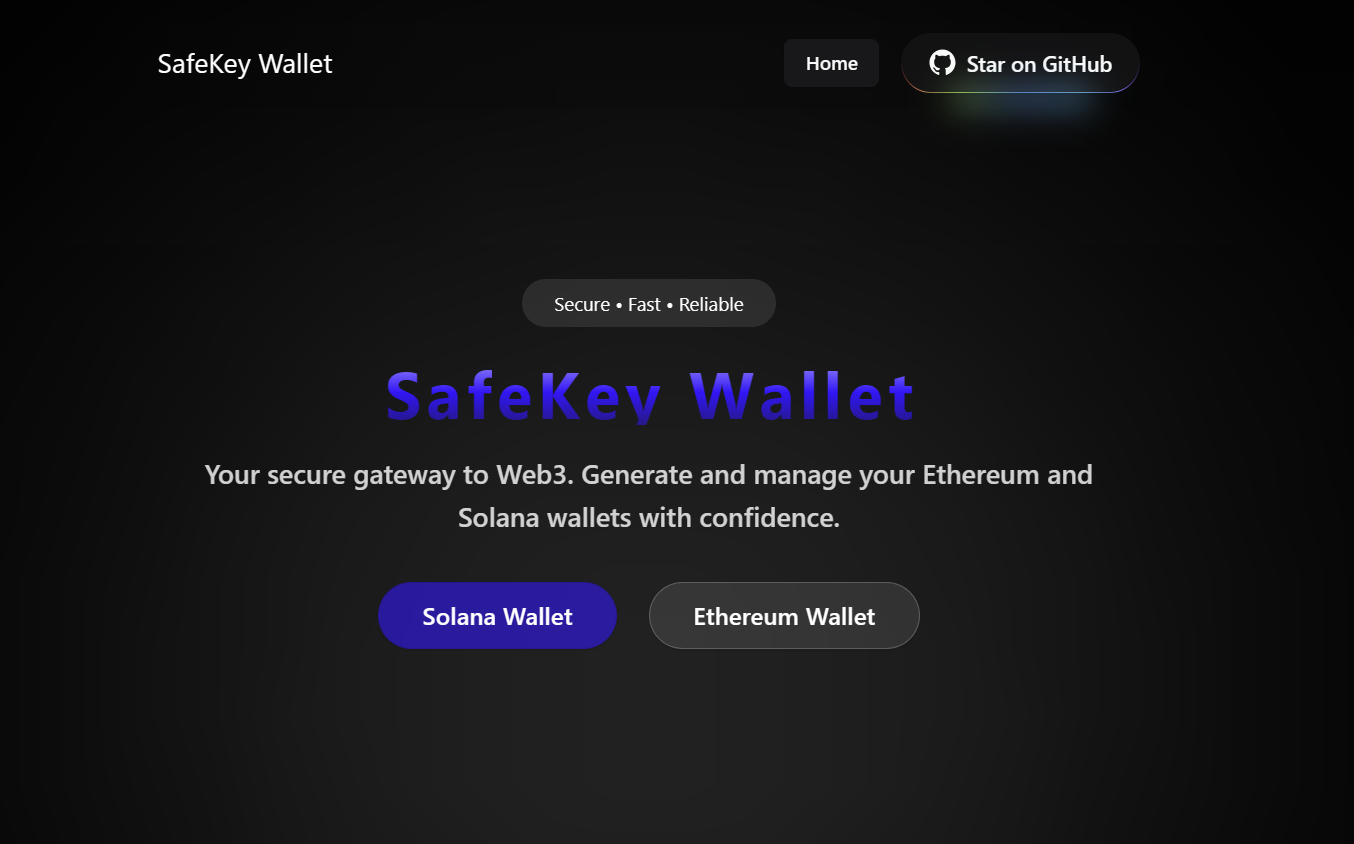 SafeKey Wallet
Home
Star on GitHub
Secure • Fast • Reliable
SafeKey Wallet
Your secure gateway to Web3. Generate and manage your Ethereum and
Solana wallets with confidence.
Solana Wallet
Ethereum Wallet